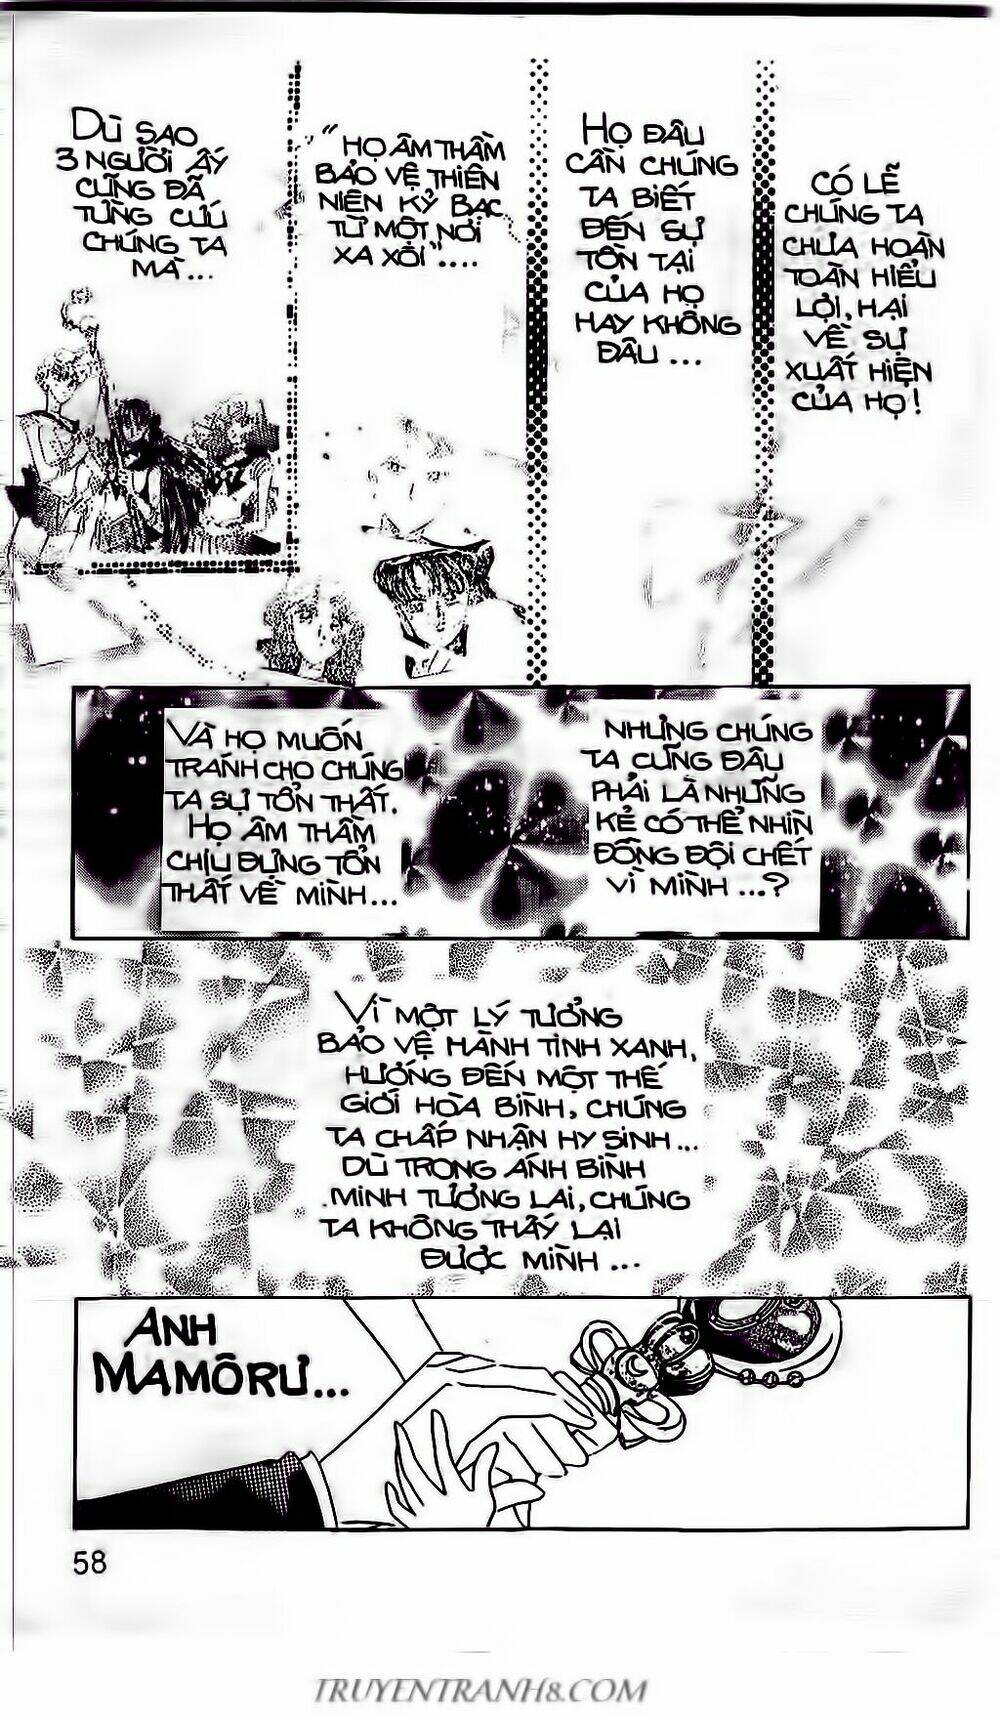 DÙ SAO
3 NGƯỜI ẤY
CŨNG ĐÃ
TỪNG CỨU
CHÚNG TA
MÀ...
"HỌ ÂM THẦM
BẢO VỆ THIÊN
NIÊN KỶ BẠC
TỪ MỘT NƠI
XA XÔI"....
HỌ ĐÂU
CẦN CHÚNG
TA BIẾT
ĐẾN SỰ
TỒN TẠI
CỦA HỌ
HAY KHÔNG
ĐÂU...
CÓ LẼ
CHÚNG TA
CHƯA HOÀN
TOÀN HIỂU
LỢI, HẠI
VỀ SỰ
XUẤT HIỆN
CỦA HỌ!
VÀ HỌ MUỐN
TRÁNH CHO CHÚNG
TA SỰ TỔN THẤT.
HỌ ÂM THẦM
CHỊU ĐỰNG TỔN
THẤT VỀ MÌNH...
NHƯNG CHÚNG
TA CŨNG ĐÂU
PHẢI LÀ NHỮNG
KẺ CÓ THỂ NHÌN
ĐỒNG ĐỘI CHẾT
VÌ MÌNH...?
VÌ MỘT LÝ TƯỞNG
BẢO VỆ HÀNH TINH XANH,
HƯỚNG ĐẾN MỘT THẾ
GIỚI HÒA BÌNH, CHÚNG
TA CHẤP NHẬN HY SINH...
DÙ TRONG ÁNH BÌNH
MINH TƯƠNG LAI, CHÚNG
TA KHÔNG THẤY LẠI
ĐƯỢC MÌNH...
ANH
MAMÔRƯ...
58
TRUYENTRANH8.COM